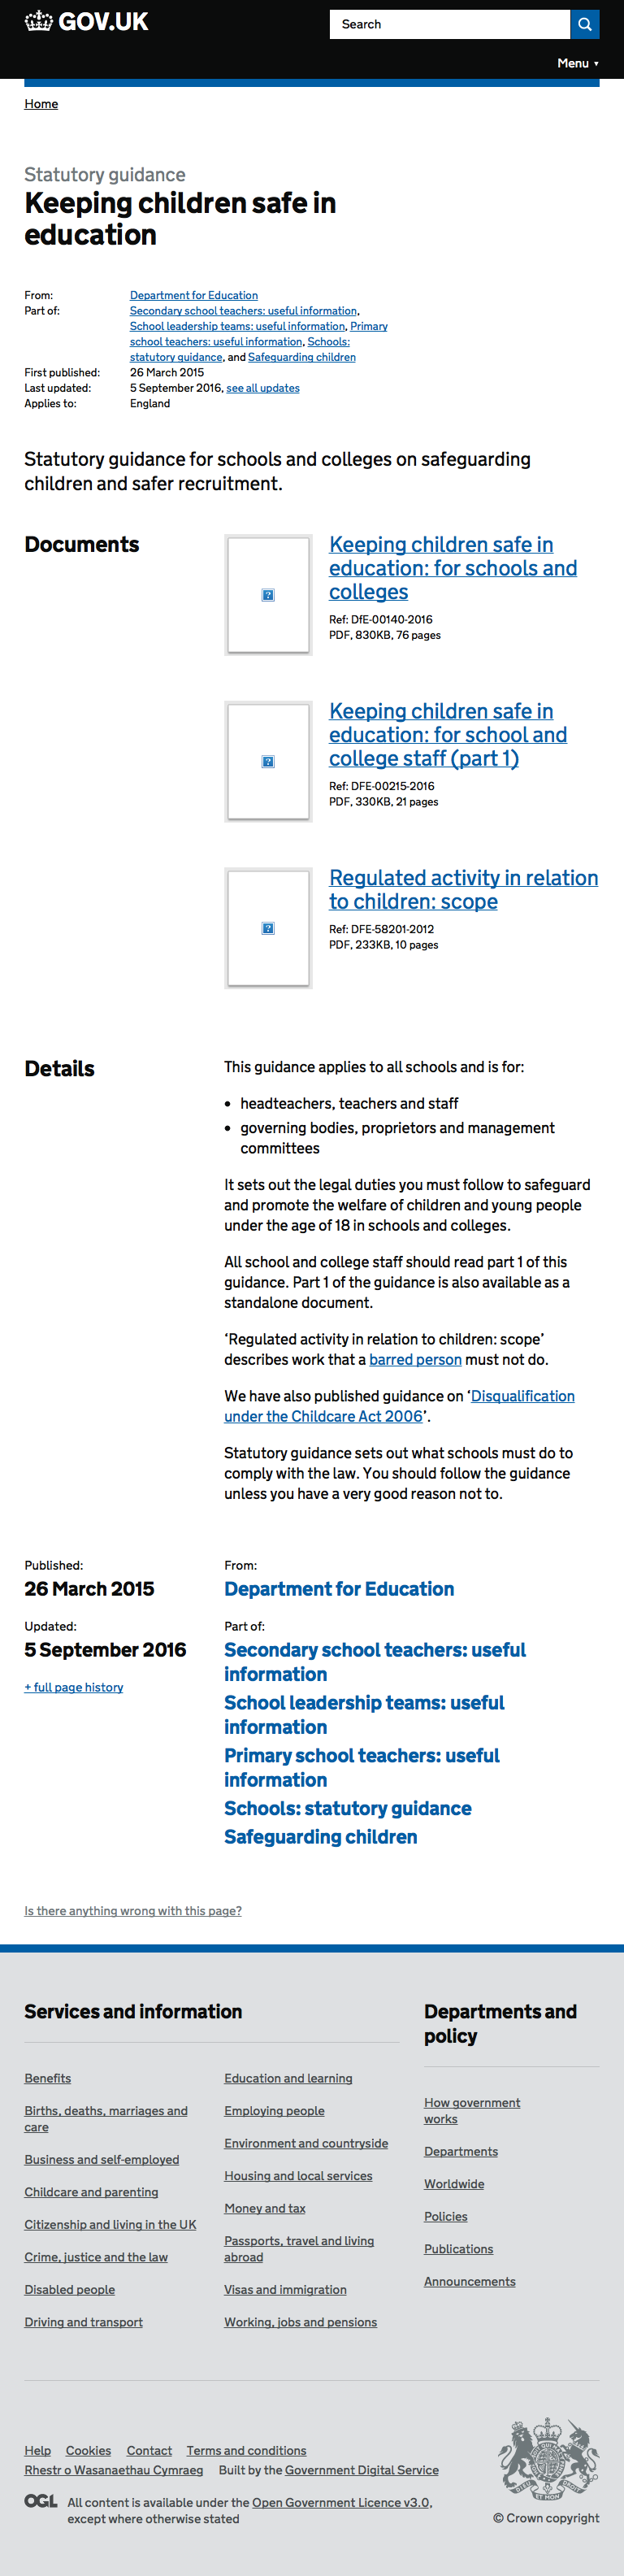 GOV.UK
Search
Menu ▼
Home
Statutory guidance
Keeping children safe in
education
From: Department for Education
Part of: Secondary school teachers: useful information,
School leadership teams: useful information, Primary
school teachers: useful information, Schools:
statutory guidance, and Safeguarding children
First published: 26 March 2015
Last updated: 5 September 2016, see all updates
Applies to: England
Statutory guidance for schools and colleges on safeguarding
children and safer recruitment.
Documents
Keeping children safe in
education: for schools and
colleges
Ref: DfE-00140-2016
PDF, 830KB, 76 pages
Keeping children safe in
education: for school and
college staff (part 1)
Ref: DFE-00215-2016
PDF, 330KB, 21 pages
Regulated activity in relation
to children: scope
Ref: DFE-58201-2012
PDF, 233KB, 10 pages
Details
This guidance applies to all schools and is for:
• headteachers, teachers and staff
• governing bodies, proprietors and management
committees
It sets out the legal duties you must follow to safeguard
and promote the welfare of children and young people
under the age of 18 in schools and colleges.
All school and college staff should read part 1 of this
guidance. Part 1 of the guidance is also available as a
standalone document.
‘Regulated activity in relation to children: scope’
describes work that a barred person must not do.
We have also published guidance on ‘Disqualification
under the Childcare Act 2006’.
Statutory guidance sets out what schools must do to
comply with the law. You should follow the guidance
unless you have a very good reason not to.
Published:
26 March 2015
Updated:
5 September 2016
+ full page history
From:
Department for Education
Part of:
Secondary school teachers: useful
information
School leadership teams: useful
information
Primary school teachers: useful
information
Schools: statutory guidance
Safeguarding children
Is there anything wrong with this page?
Services and information
Benefits
Births, deaths, marriages and
care
Business and self-employed
Childcare and parenting
Citizenship and living in the UK
Crime, justice and the law
Disabled people
Driving and transport
Education and learning
Employing people
Environment and countryside
Housing and local services
Money and tax
Passports, travel and living
abroad
Visas and immigration
Working, jobs and pensions
Departments and
policy
How government
works
Departments
Worldwide
Policies
Publications
Announcements
Help Cookies Contact Terms and conditions
Rhestr o Wasanaethau Cymraeg Built by the Government Digital Service
OGL All content is available under the Open Government Licence v3.0,
except where otherwise stated
© Crown copyright